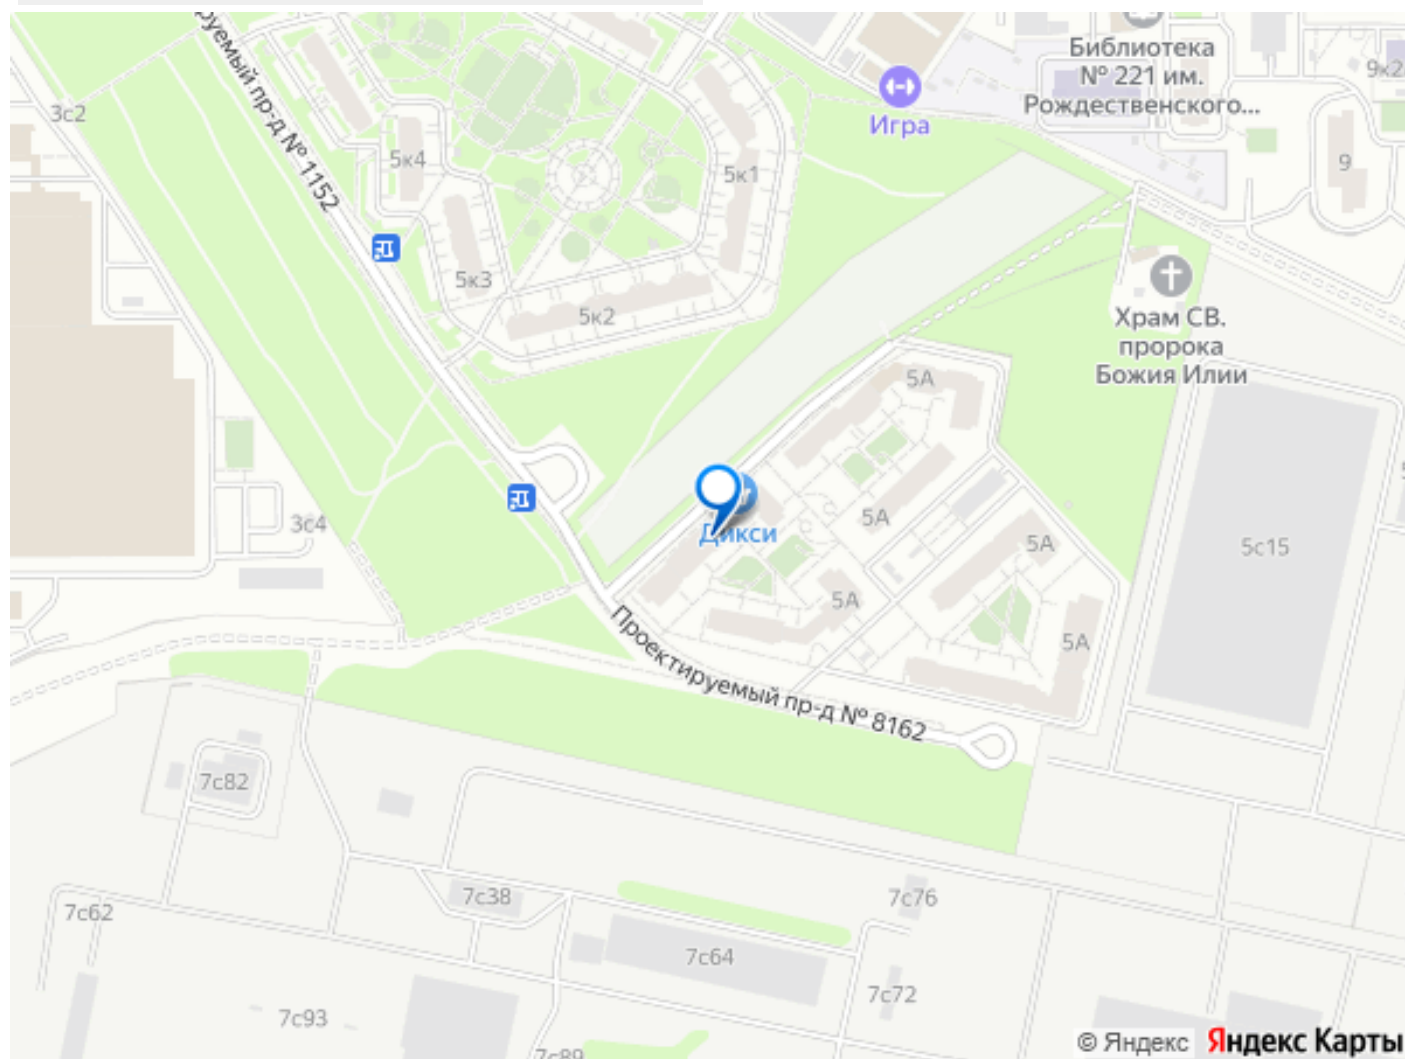 Библиотека
№ 221 им.
Рождественского...
руемый пр-д № 1152
3с2
5к4
5к1
Игра
9к2
9
5к3
5к2
Храм СВ.
пророка
Божия Илии
5А
3с4
Дикси
5А
5А
5с15
5А
5А
Проектируемый пр-д № 8162
7с82
7с38
7с76
7с62
7с64
7с72
7с93
7с89
© Яндекс Яндекс Карты